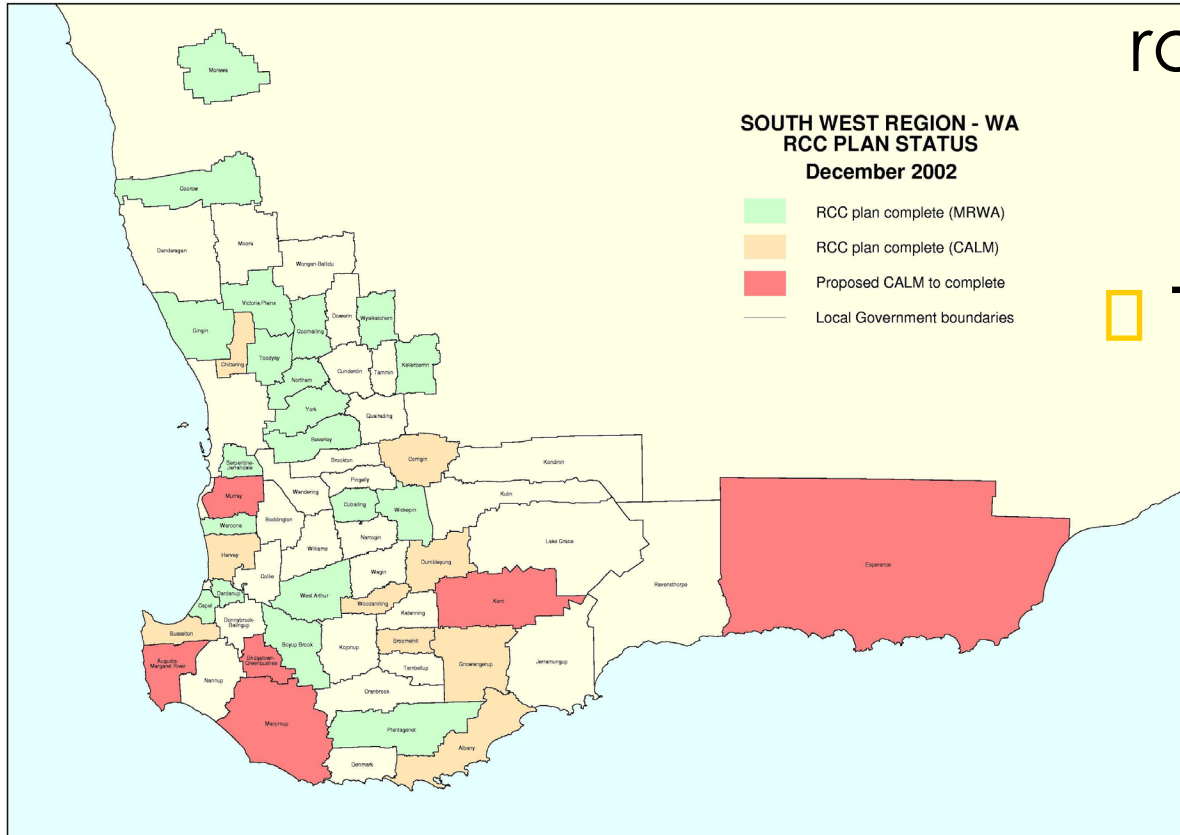 ro
SOUTH WEST REGION - WA
RCC PLAN STATUS
December 2002
RCC plan complete (MRWA)
RCC plan complete (CALM)
Proposed CALM to complete
Local Government boundaries
Morawa
Coorow
Dandaragan
Moora
Wongan-Ballidu
Victoria Plains
Gingin
Goomalling
Dowerin
Wyalkatchem
Chittering
Toodyay
Cunderdin
Tammin
Kellerberrin
Northam
York
Quairading
Beverley
Brookton
Corrigin
Kondinin
Serpentine-
Jarrahdale
Pingelly
Wandering
Kulin
Murray
Cuballing
Wickepin
Waroona
Boddington
Williams
Narrogin
Lake Grace
Harvey
Collie
Wagin
Dumbleyung
Esperance
Dardanup
West Arthur
Woodanilling
Kent
Ravensthorpe
Capel
Donnybrook-
Balingup
Katanning
Busselton
Boyup Brook
Kojonup
Broomehill
Gnowangerup
Jerramungup
Augusta-
Margaret River
Bridgetown-
Greenbushes
Tambellup
Nannup
Cranbrook
Manjimup
Plantagenet
Albany
Denmark